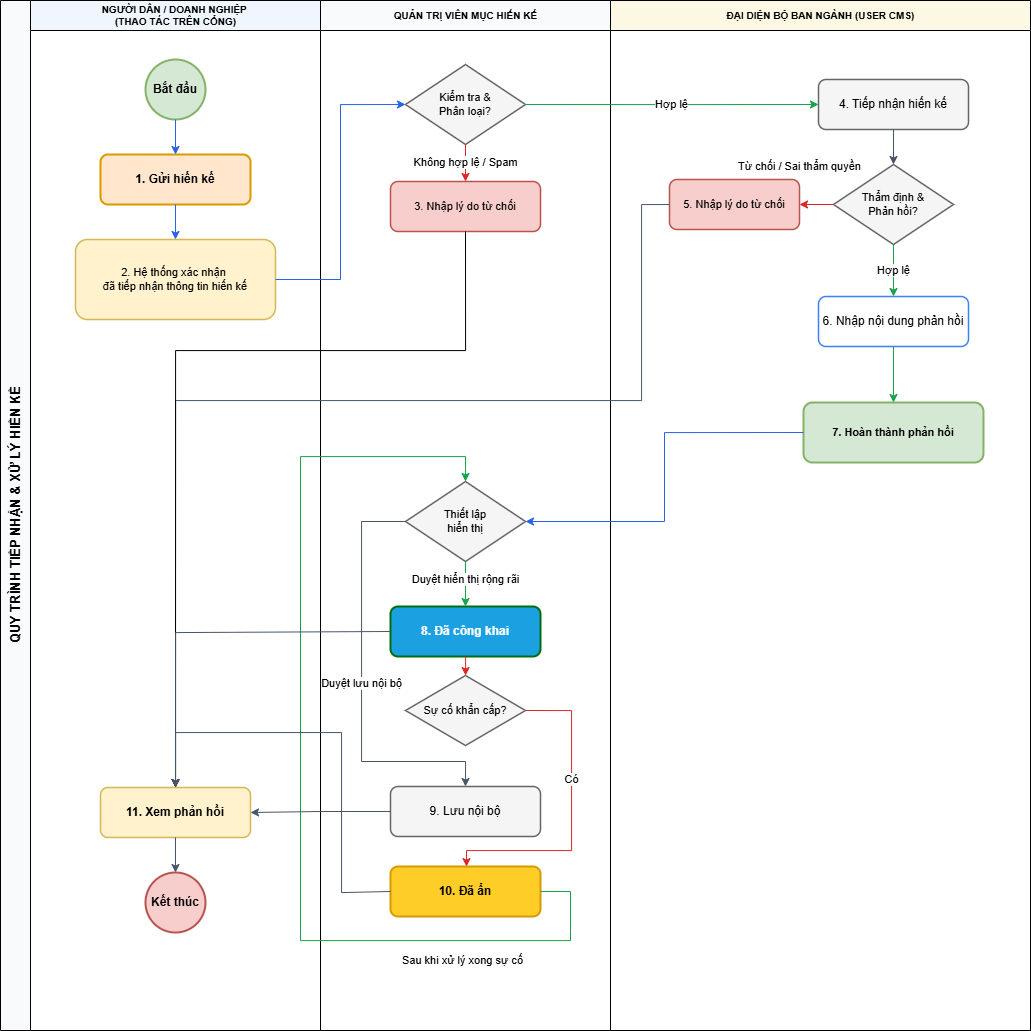 QUY TRÌNH TIẾP NHẬN & XỬ LÝ HIẾN KẾ
NGƯỜI DÂN / DOANH NGHIỆP
(THAO TÁC TRÊN CỔNG)
QUẢN TRỊ VIÊN MỤC HIẾN KẾ
ĐẠI DIỆN BỘ BAN NGÀNH (USER CMS)
Bắt đầu
1. Gửi hiến kế
2. Hệ thống xác nhận
đã tiếp nhận thông tin hiến kế
Kiểm tra &
Phân loại?
Hợp lệ
Không hợp lệ / Spam
3. Nhập lý do từ chối
4. Tiếp nhận hiến kế
Từ chối / Sai thẩm quyền
5. Nhập lý do từ chối
Thẩm định &
Phản hồi?
Hợp lệ
6. Nhập nội dung phản hồi
7. Hoàn thành phản hồi
Thiết lập
hiển thị
Duyệt hiển thị rộng rãi
8. Đã công khai
Duyệt lưu nội bộ
Sự cố khẩn cấp?
Có
9. Lưu nội bộ
10. Đã ẩn
Sau khi xử lý xong sự cố
11. Xem phản hồi
Kết thúc